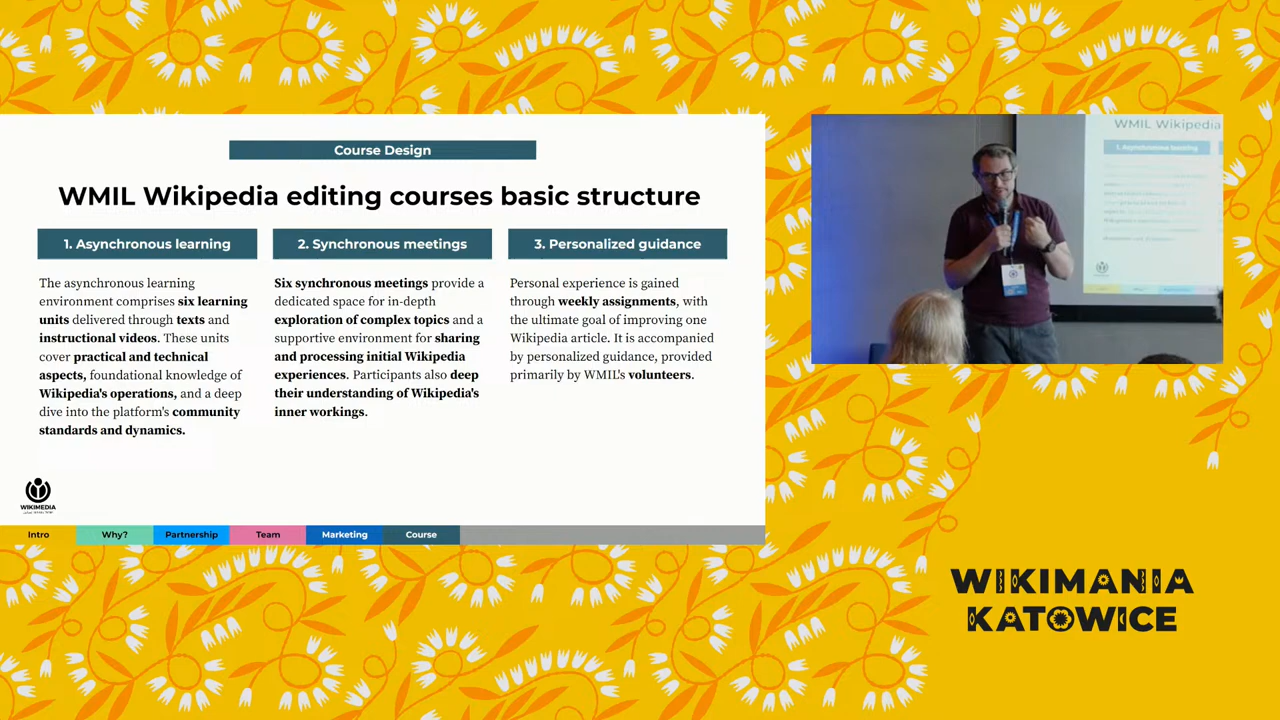 Course Design
WMIL Wikipedia editing courses basic structure
1. Asynchronous learning
The asynchronous learning
environment comprises six learning
units delivered through texts and
instructional videos. These units
cover practical and technical
aspects, foundational knowledge of
Wikipedia's operations, and a deep
dive into the platform's community
standards and dynamics.
2. Synchronous meetings
Six synchronous meetings provide a
dedicated space for in-depth
exploration of complex topics and a
supportive environment for sharing
and processing initial Wikipedia
experiences. Participants also deep
their understanding of Wikipedia's
inner workings.
3. Personalized guidance
Personal experience is gained
through weekly assignments, with
the ultimate goal of improving one
Wikipedia article. It is accompanied
by personalized guidance, provided
primarily by WMIL's volunteers.
WIKIMEDIA
Intro Why? Partnership Team Marketing Course
WMIL Wikipedia
1. Asynchronous learning
WIKIMANIA
KATOWICE